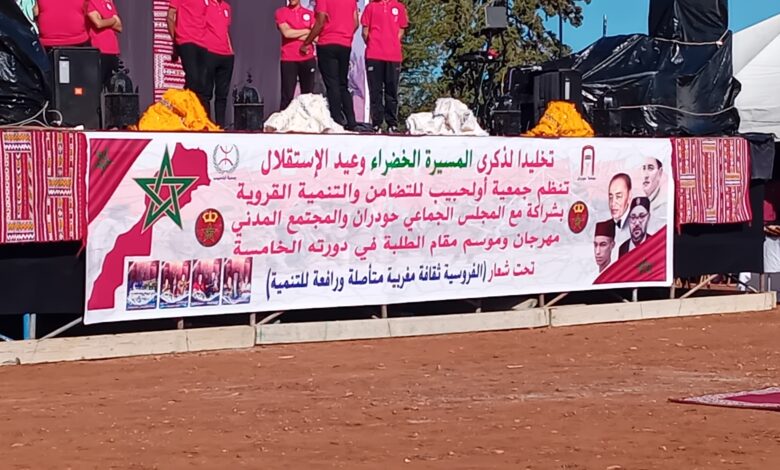 تخليدا لذكرى المسيرة الخضراء وعيد الإستقلال
تنظم جمعية أولحبيب للتضامن والتنمية القروية
بشراكة مع المجلس الجماعي حودران والمجتمع المدني
مهرجان وموسم مقام الطلبة في دورته الخامسة
تحت شعار (الفروسية ثقافة مغربية متأصلة ورافعة للتنمية)